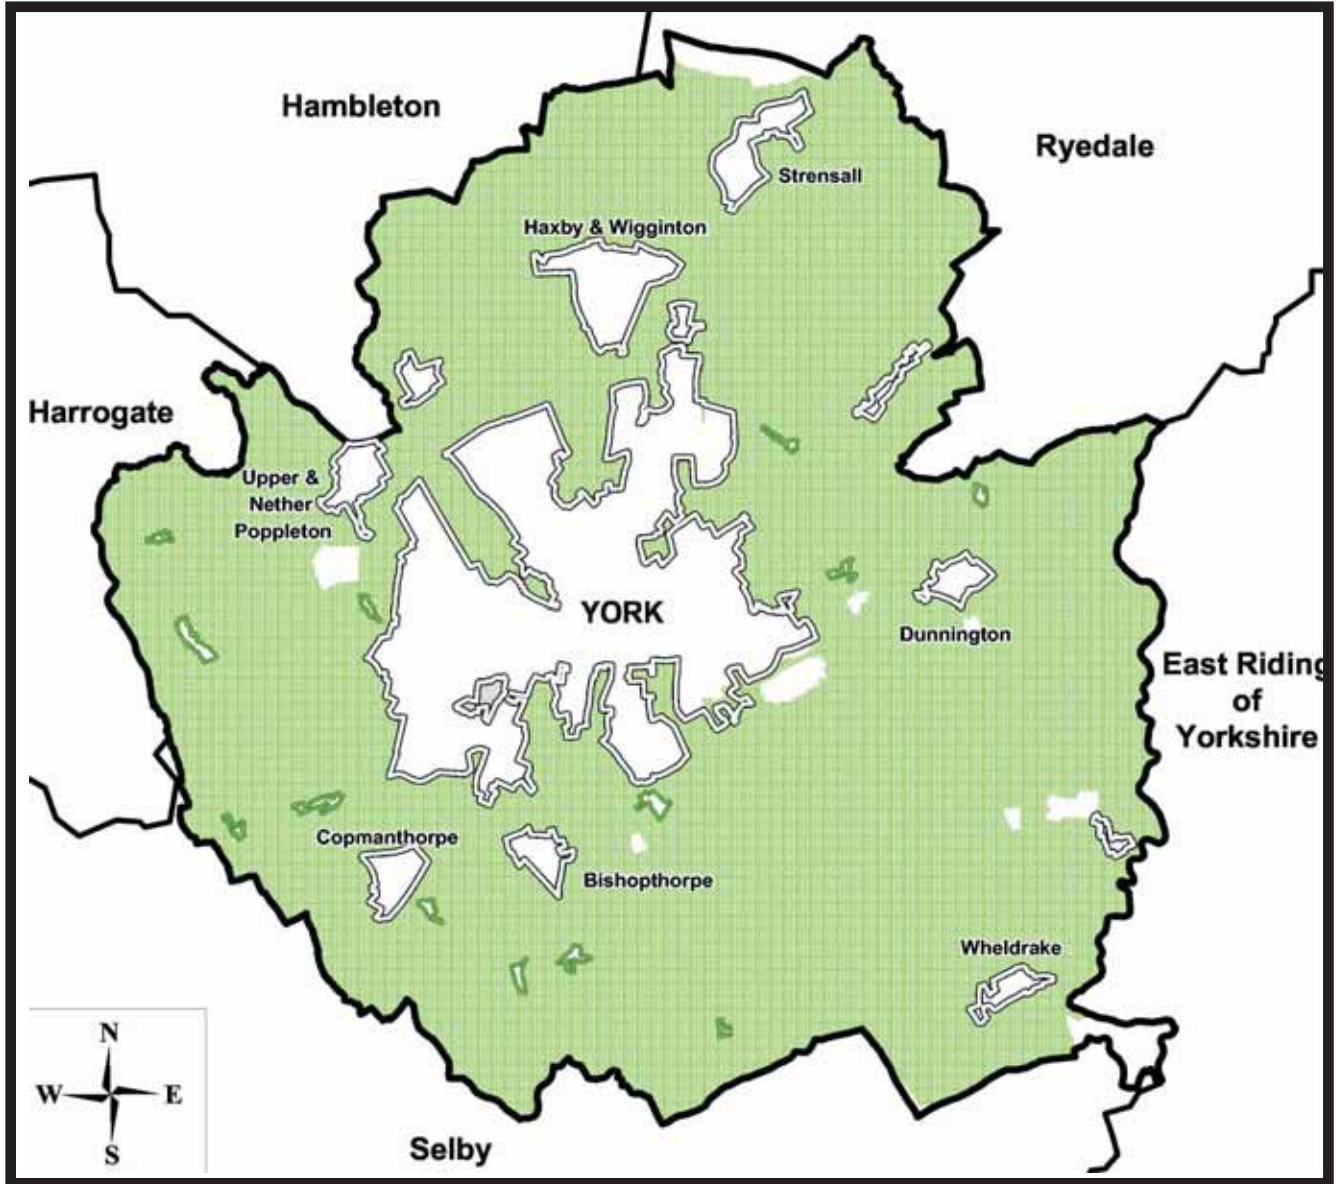 Hambleton
Ryedale
Strensall
Haxby & Wigginton
Harrogate
Upper &
Nether
Poppleton
YORK
Dunnington
East Riding
of
Yorkshire
Copmanthorpe
Bishopthorpe
Wheldrake
N
W E
S
Selby